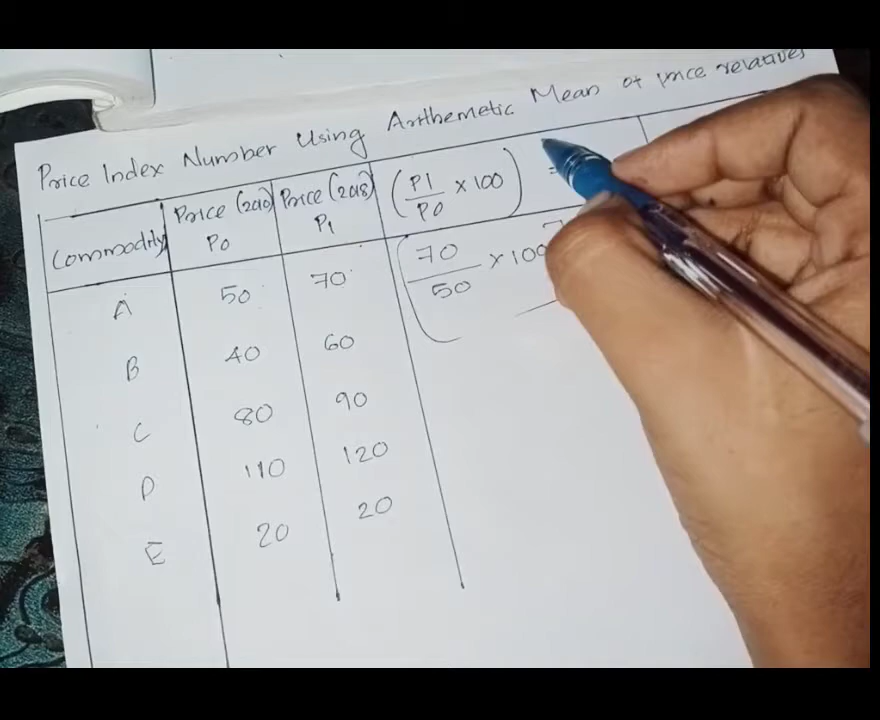 Price Index Number Using Arithemetic Mean of price relatives
Commodity Price (2010) P0 Price (2018) P1 (P1/P0 × 100) =
A 50 70 (70/50 × 100
B 40 60
C 80 90
D 110 120
E 20 20